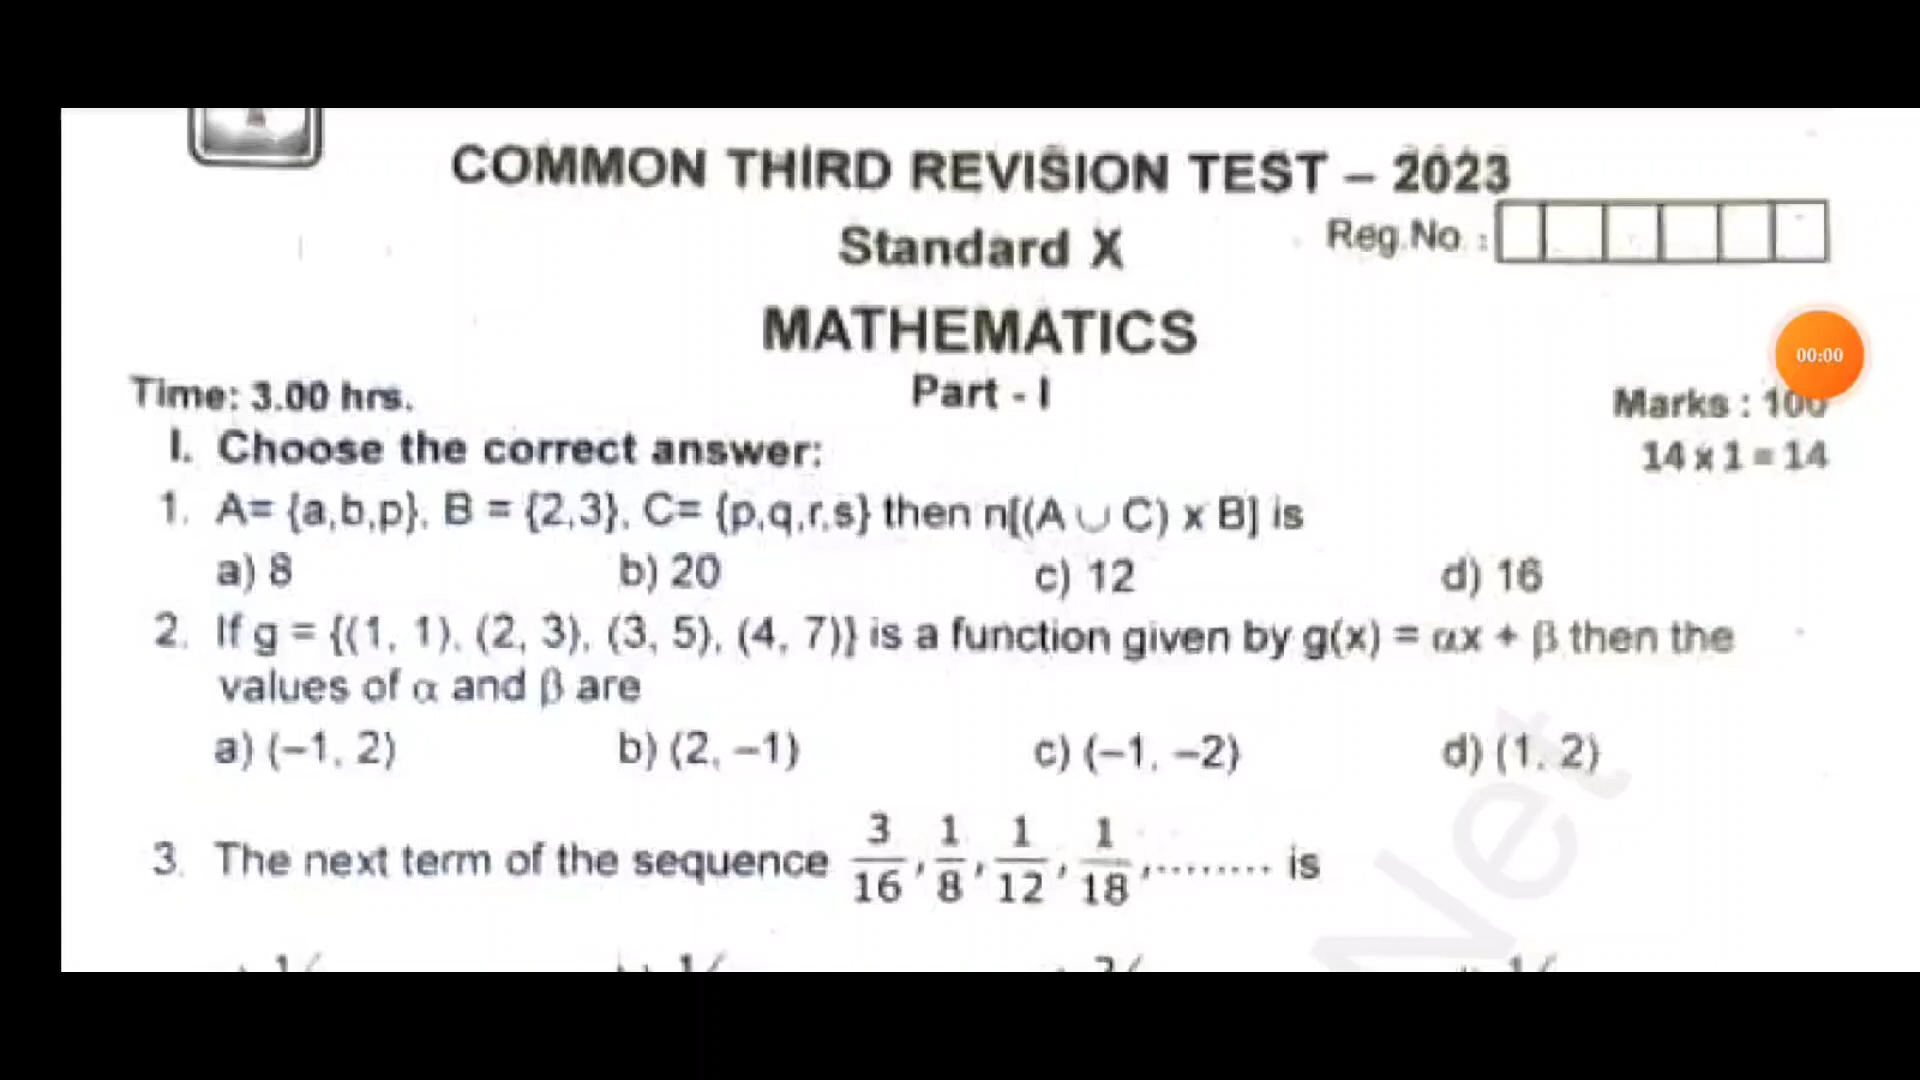 COMMON THIRD REVISION TEST – 2023
Standard X
Reg.No. :
MATHEMATICS
00:00
Time: 3.00 hrs.
Part - I
Marks : 100
I. Choose the correct answer:
14 x 1 = 14
1. A= {a,b,p}, B = {2,3}, C= {p,q,r,s} then n[(A ∪ C) x B] is
a) 8 b) 20 c) 12 d) 16
2. If g = {(1, 1), (2, 3), (3, 5), (4, 7)} is a function given by g(x) = αx + β then the
values of α and β are
a) (−1, 2) b) (2, −1) c) (−1, −2) d) (1, 2)
3. The next term of the sequence 3/16, 1/8, 1/12, 1/18, ......... is
Net